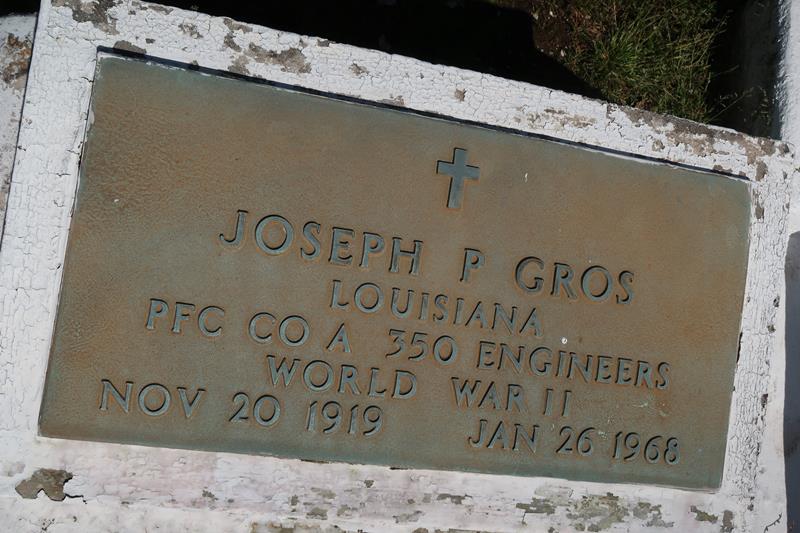 JOSEPH P GROS
LOUISIANA
PFC CO A 350 ENGINEERS
WORLD WAR II
NOV 20 1919 JAN 26 1968